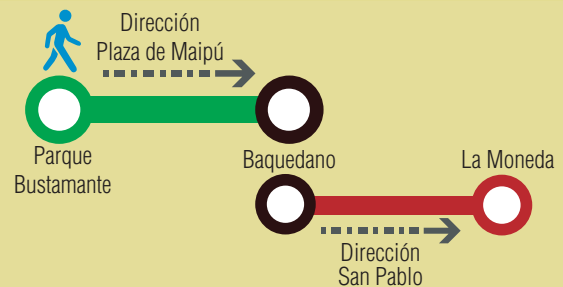 Dirección
Plaza de Maipú
Parque
Bustamante
Baquedano
La Moneda
Dirección
San Pablo